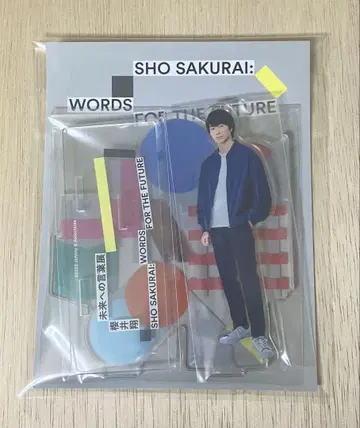 SHO SAKURAI:
WORDS
FOR THE FUTURE
未来への言葉展
櫻井翔
SHO SAKURAI:
WORDS
FOR THE FUTURE